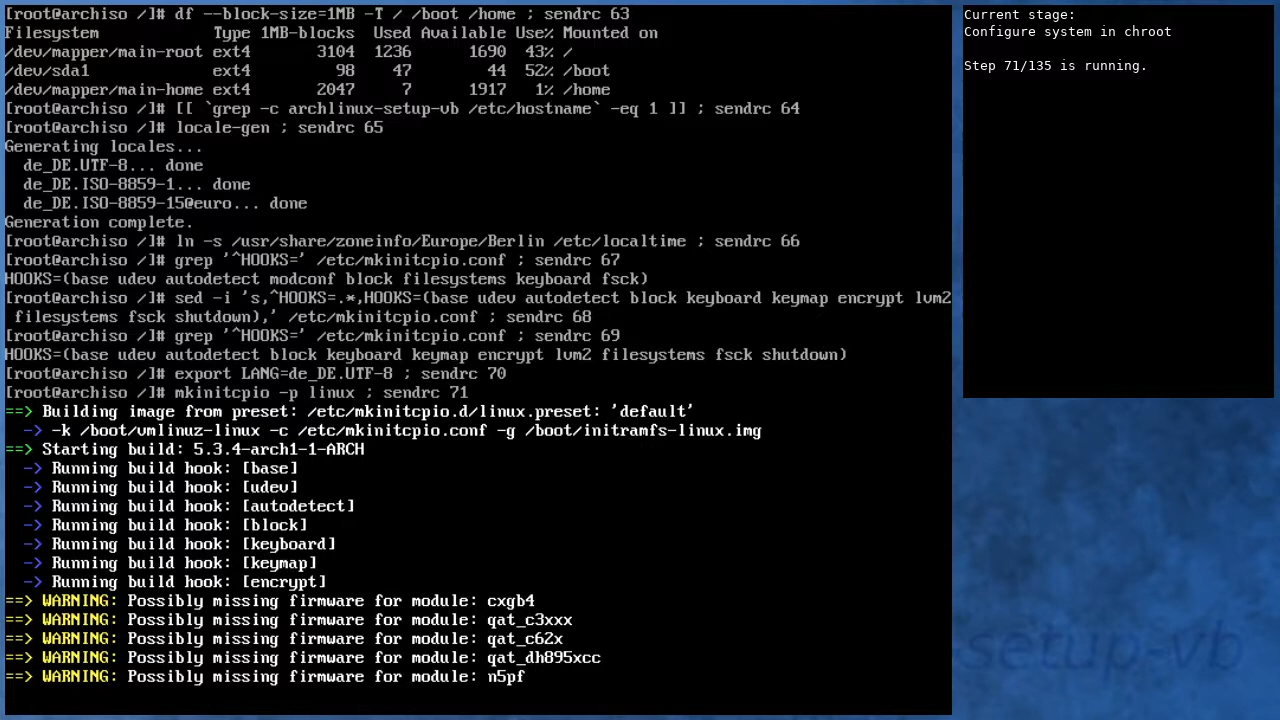 [root@archiso /]# df --block-size=1MB -T / /boot /home ; sendrc 63
Filesystem            Type 1MB-blocks  Used Available Use% Mounted on
/dev/mapper/main-root ext4       3104  1236      1690  43% /
/dev/sda1             ext4         98    47        44  52% /boot
/dev/mapper/main-home ext4       2047     7      1917   1% /home
[root@archiso /]# [[ `grep -c archlinux-setup-vb /etc/hostname` -eq 1 ]] ; sendrc 64
[root@archiso /]# locale-gen ; sendrc 65
Generating locales...
  de_DE.UTF-8... done
  de_DE.ISO-8859-1... done
  de_DE.ISO-8859-15@euro... done
Generation complete.
[root@archiso /]# ln -s /usr/share/zoneinfo/Europe/Berlin /etc/localtime ; sendrc 66
[root@archiso /]# grep '^HOOKS=' /etc/mkinitcpio.conf ; sendrc 67
HOOKS=(base udev autodetect modconf block filesystems keyboard fsck)
[root@archiso /]# sed -i 's,^HOOKS=.*,HOOKS=(base udev autodetect block keyboard keymap encrypt lvm2
 filesystems fsck shutdown),' /etc/mkinitcpio.conf ; sendrc 68
[root@archiso /]# grep '^HOOKS=' /etc/mkinitcpio.conf ; sendrc 69
HOOKS=(base udev autodetect block keyboard keymap encrypt lvm2 filesystems fsck shutdown)
[root@archiso /]# export LANG=de_DE.UTF-8 ; sendrc 70
[root@archiso /]# mkinitcpio -p linux ; sendrc 71
==> Building image from preset: /etc/mkinitcpio.d/linux.preset: 'default'
  -> -k /boot/vmlinuz-linux -c /etc/mkinitcpio.conf -g /boot/initramfs-linux.img
==> Starting build: 5.3.4-arch1-1-ARCH
  -> Running build hook: [base]
  -> Running build hook: [udev]
  -> Running build hook: [autodetect]
  -> Running build hook: [block]
  -> Running build hook: [keyboard]
  -> Running build hook: [keymap]
  -> Running build hook: [encrypt]
==> WARNING: Possibly missing firmware for module: cxgb4
==> WARNING: Possibly missing firmware for module: qat_c3xxx
==> WARNING: Possibly missing firmware for module: qat_c62x
==> WARNING: Possibly missing firmware for module: qat_dh895xcc
==> WARNING: Possibly missing firmware for module: n5pf
Current stage:
Configure system in chroot
Step 71/135 is running.
setup-vb